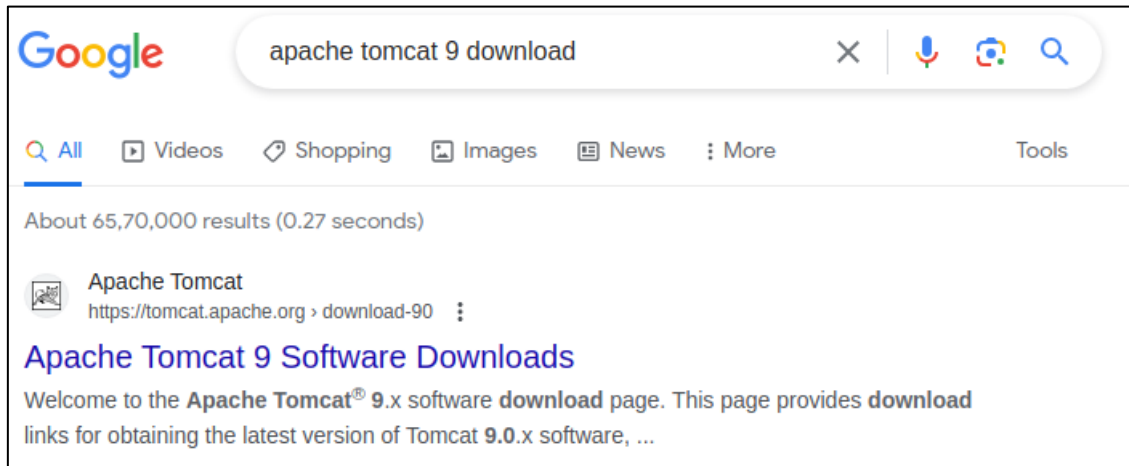 Google
apache tomcat 9 download
All Videos Shopping Images News More Tools
About 65,70,000 results (0.27 seconds)
Apache Tomcat
https://tomcat.apache.org › download-90
Apache Tomcat 9 Software Downloads
Welcome to the Apache Tomcat® 9.x software download page. This page provides download
links for obtaining the latest version of Tomcat 9.0.x software, ...